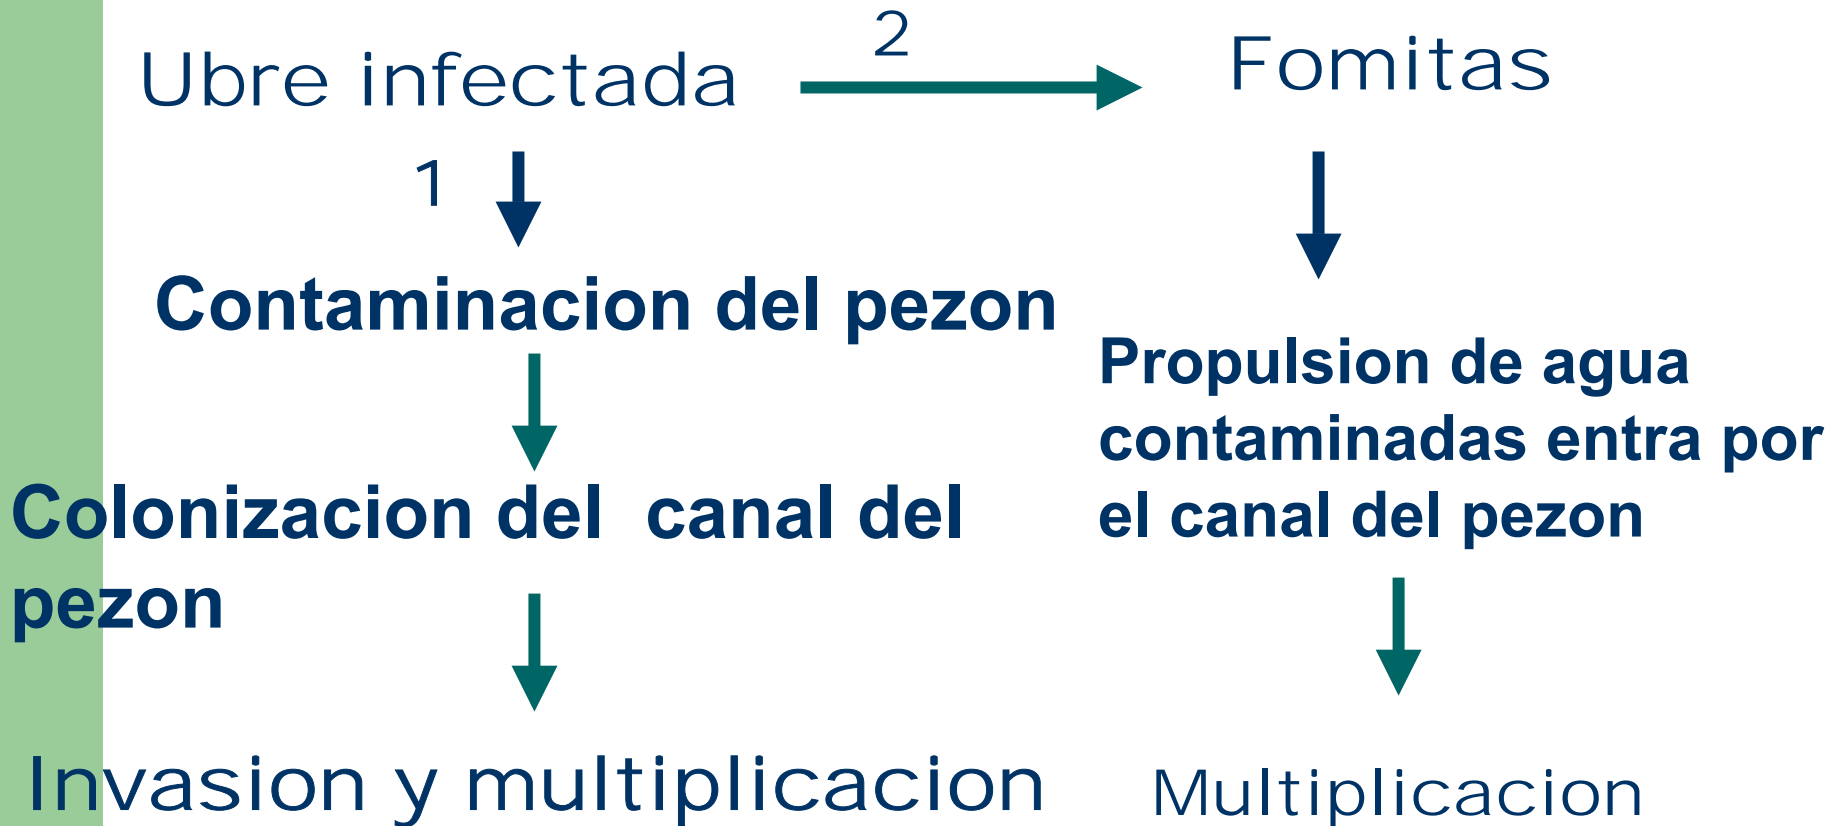 Ubre infectada
2
Fomitas
1
Contaminacion del pezon
Colonizacion del canal del
pezon
Invasion y multiplicacion
Propulsion de agua
contaminadas entra por
el canal del pezon
Multiplicacion